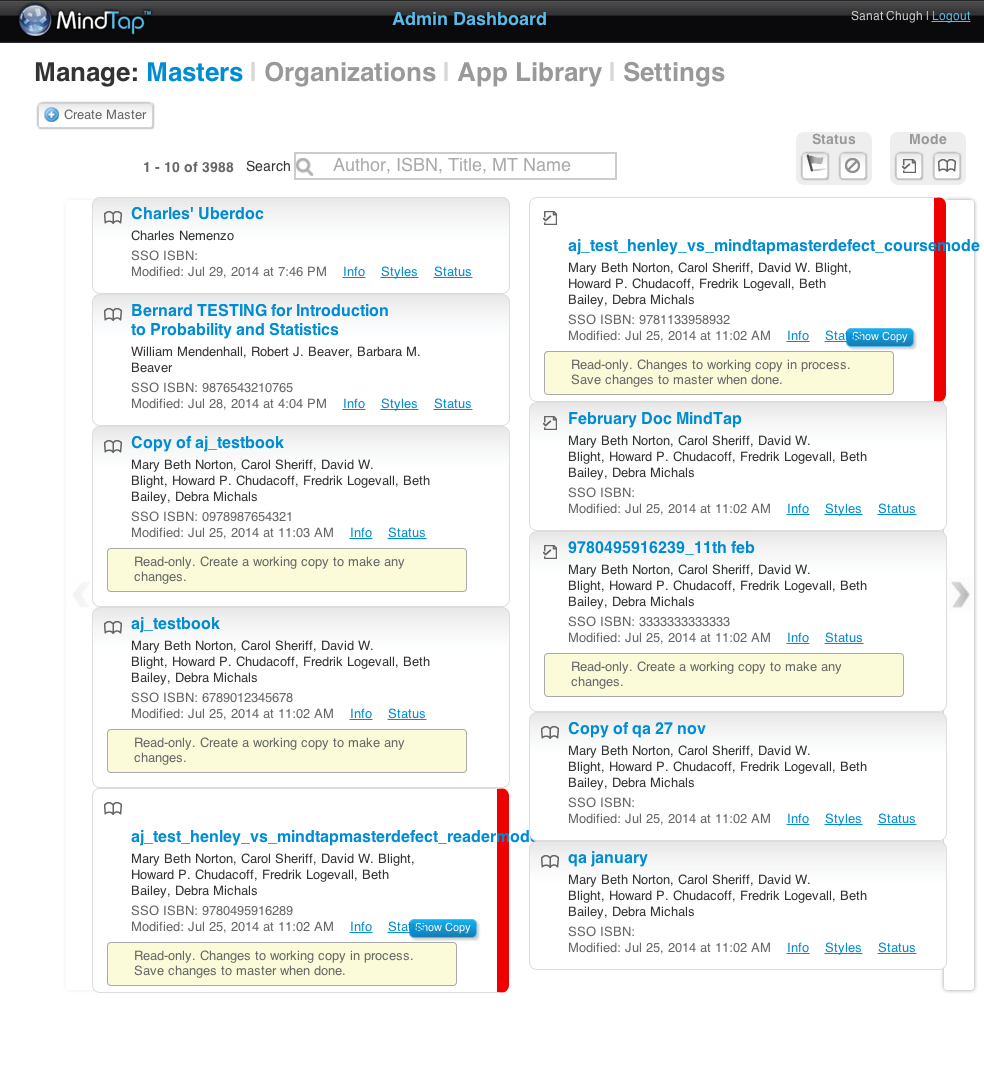 MindTap™
Admin Dashboard
Sanat Chugh | Logout
Manage: Masters | Organizations | App Library | Settings
Create Master
Status
Mode
1 - 10 of 3988 Search Author, ISBN, Title, MT Name
Charles' Uberdoc
Charles Nemenzo
SSO ISBN:
Modified: Jul 29, 2014 at 7:46 PM Info Styles Status
Bernard TESTING for Introduction
to Probability and Statistics
William Mendenhall, Robert J. Beaver, Barbara M.
Beaver
SSO ISBN: 9876543210765
Modified: Jul 28, 2014 at 4:04 PM Info Styles Status
Copy of aj_testbook
Mary Beth Norton, Carol Sheriff, David W.
Blight, Howard P. Chudacoff, Fredrik Logevall, Beth
Bailey, Debra Michals
SSO ISBN: 0978987654321
Modified: Jul 25, 2014 at 11:03 AM Info Status
Read-only. Create a working copy to make any
changes.
aj_testbook
Mary Beth Norton, Carol Sheriff, David W.
Blight, Howard P. Chudacoff, Fredrik Logevall, Beth
Bailey, Debra Michals
SSO ISBN: 6789012345678
Modified: Jul 25, 2014 at 11:02 AM Info Status
Read-only. Create a working copy to make any
changes.
aj_test_henley_vs_mindtapmasterdefect_readermod
Mary Beth Norton, Carol Sheriff, David W. Blight,
Howard P. Chudacoff, Fredrik Logevall, Beth
Bailey, Debra Michals
SSO ISBN: 9780495916289
Modified: Jul 25, 2014 at 11:02 AM Info Sta Show Copy
Read-only. Changes to working copy in process.
Save changes to master when done.
aj_test_henley_vs_mindtapmasterdefect_coursemode
Mary Beth Norton, Carol Sheriff, David W. Blight,
Howard P. Chudacoff, Fredrik Logevall, Beth
Bailey, Debra Michals
SSO ISBN: 9781133958932
Modified: Jul 25, 2014 at 11:02 AM Info Sta Show Copy
Read-only. Changes to working copy in process.
Save changes to master when done.
February Doc MindTap
Mary Beth Norton, Carol Sheriff, David W.
Blight, Howard P. Chudacoff, Fredrik Logevall, Beth
Bailey, Debra Michals
SSO ISBN:
Modified: Jul 25, 2014 at 11:02 AM Info Styles Status
9780495916239_11th feb
Mary Beth Norton, Carol Sheriff, David W.
Blight, Howard P. Chudacoff, Fredrik Logevall, Beth
Bailey, Debra Michals
SSO ISBN: 3333333333333
Modified: Jul 25, 2014 at 11:02 AM Info Status
Read-only. Create a working copy to make any
changes.
Copy of qa 27 nov
Mary Beth Norton, Carol Sheriff, David W.
Blight, Howard P. Chudacoff, Fredrik Logevall, Beth
Bailey, Debra Michals
SSO ISBN:
Modified: Jul 25, 2014 at 11:02 AM Info Styles Status
qa january
Mary Beth Norton, Carol Sheriff, David W.
Blight, Howard P. Chudacoff, Fredrik Logevall, Beth
Bailey, Debra Michals
SSO ISBN:
Modified: Jul 25, 2014 at 11:02 AM Info Styles Status